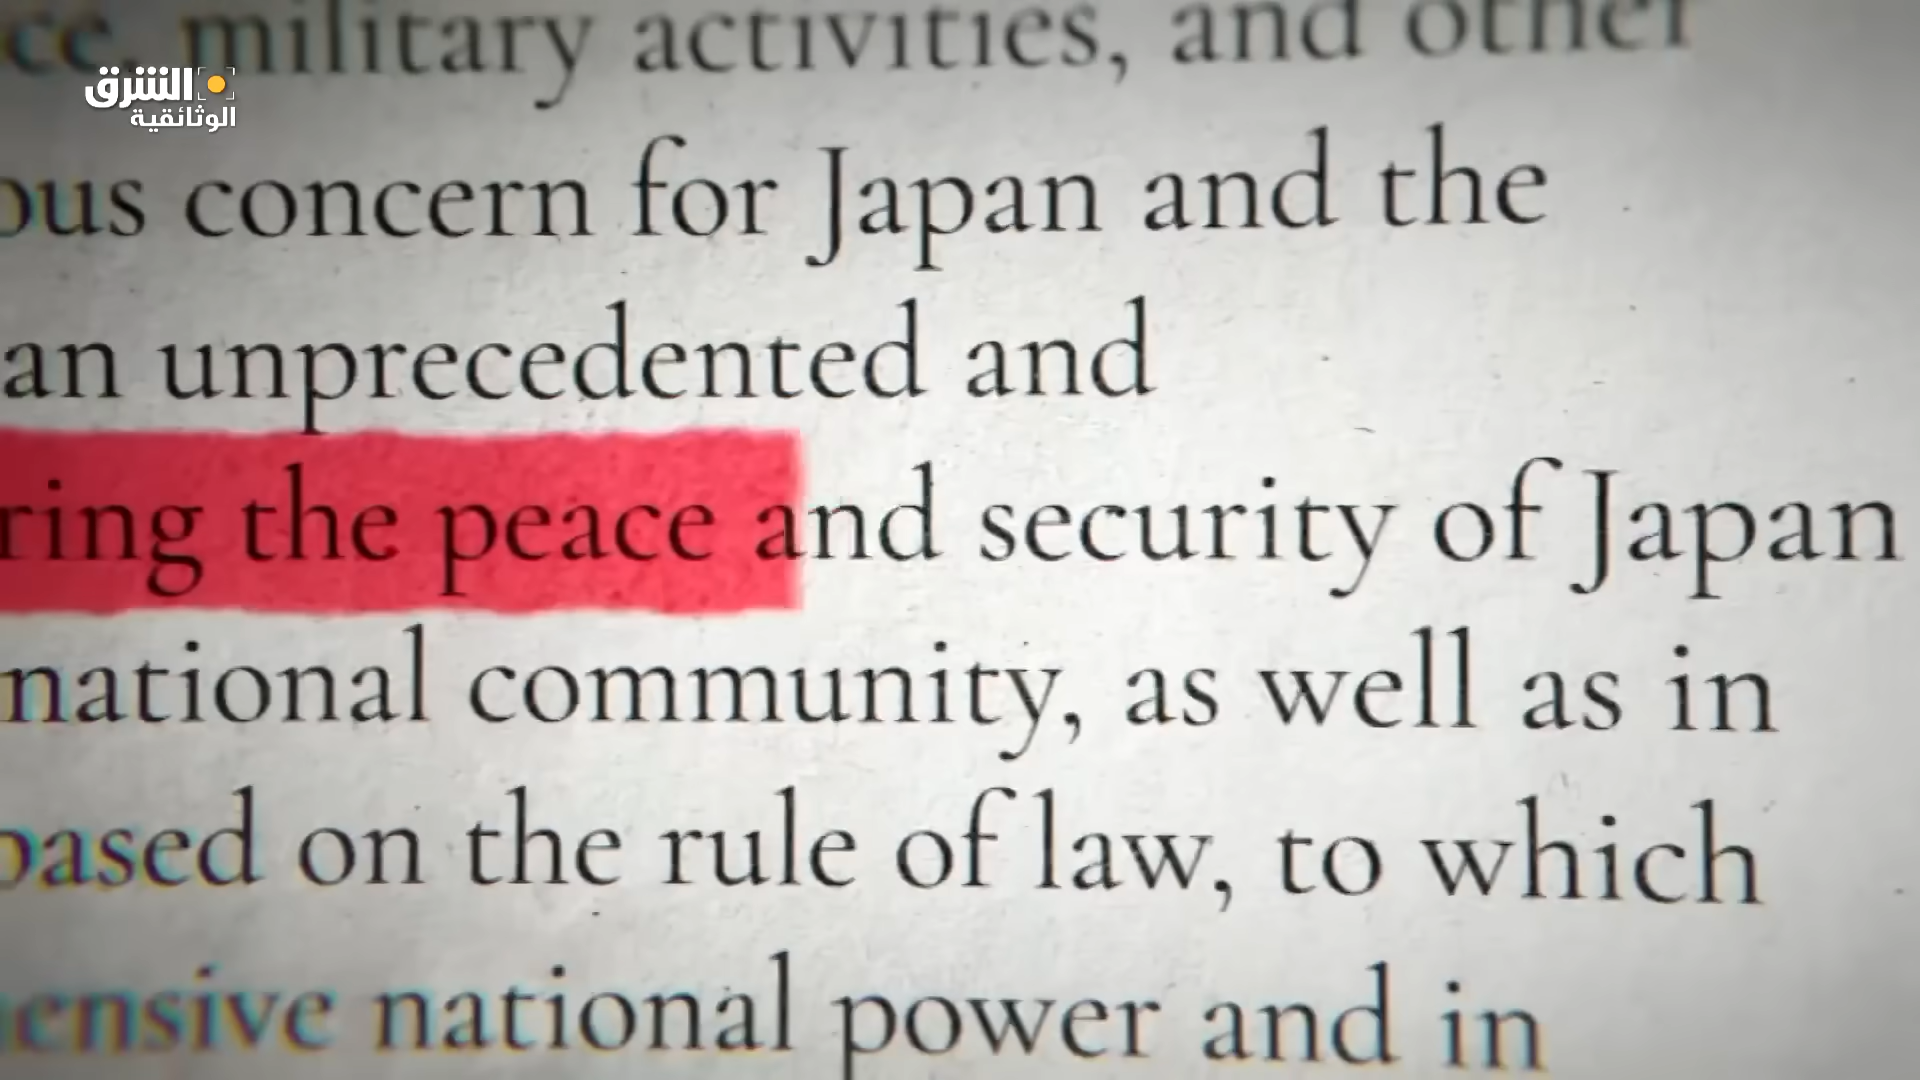 military activities, and other
الشرق
الوثائقية
concern for Japan and the
an unprecedented and
the peace and security of Japan
national community, as well as in
based on the rule of law, to which
national power and in